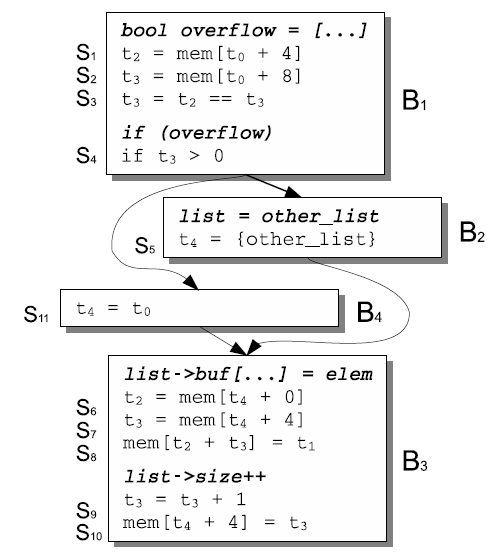 bool overflow = [...]
S₁ t₂ = mem[t₀ + 4]
S₂ t₃ = mem[t₀ + 8]
S₃ t₃ = t₂ == t₃
B₁
if (overflow)
S₄ if t₃ > 0
list = other_list
S₅ t₄ = {other_list}
B₂
S₁₁ t₄ = t₀
B₄
list->buf[...] = elem
S₆ t₂ = mem[t₄ + 0]
S₇ t₃ = mem[t₄ + 4]
S₈ mem[t₂ + t₃] = t₁
B₃
list->size++
S₉ t₃ = t₃ + 1
S₁₀ mem[t₄ + 4] = t₃